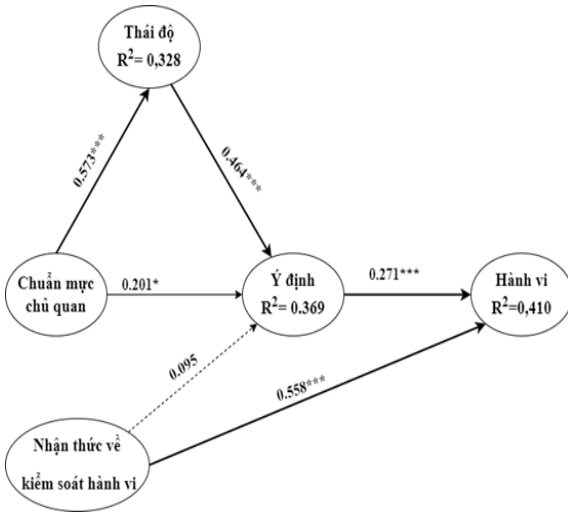 Thái độ
R²= 0,328
0.573***
0.464***
Chuẩn mực
chủ quan
0.201*
Ý định
R²= 0.369
0.271***
Hành vi
R²=0,410
0.095
0.558***
Nhận thức về
kiểm soát hành vi